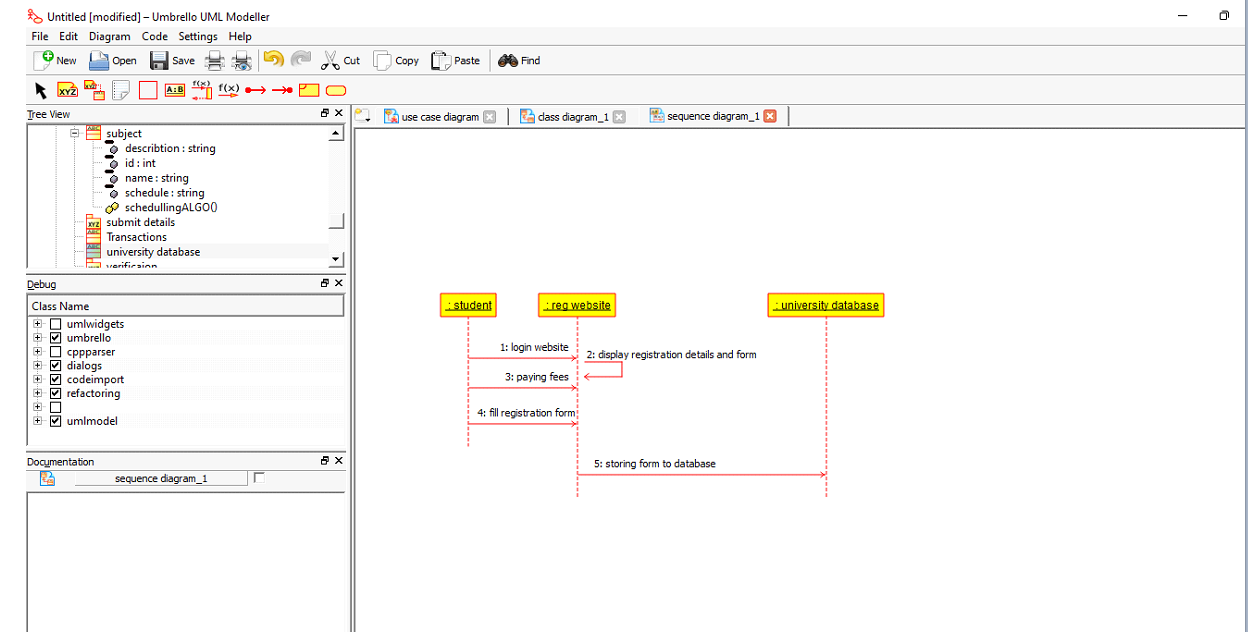 Untitled [modified] – Umbrello UML Modeller
File Edit Diagram Code Settings Help
New Open Save Cut Copy Paste Find
XYZ XYZ A:B f(x) f(x)
Tree View
use case diagram class diagram_1 sequence diagram_1
subject
describtion : string
id : int
name : string
schedule : string
schedullingALGO()
submit details
Transactions
university database
verificaion
Debug
Class Name
umlwidgets
umbrello
cppparser
dialogs
codeimport
refactoring
umlmodel
Documentation
sequence diagram_1
: student : reg website : university database
1: login website
2: display registration details and form
3: paying fees
4: fill registration form
5: storing form to database